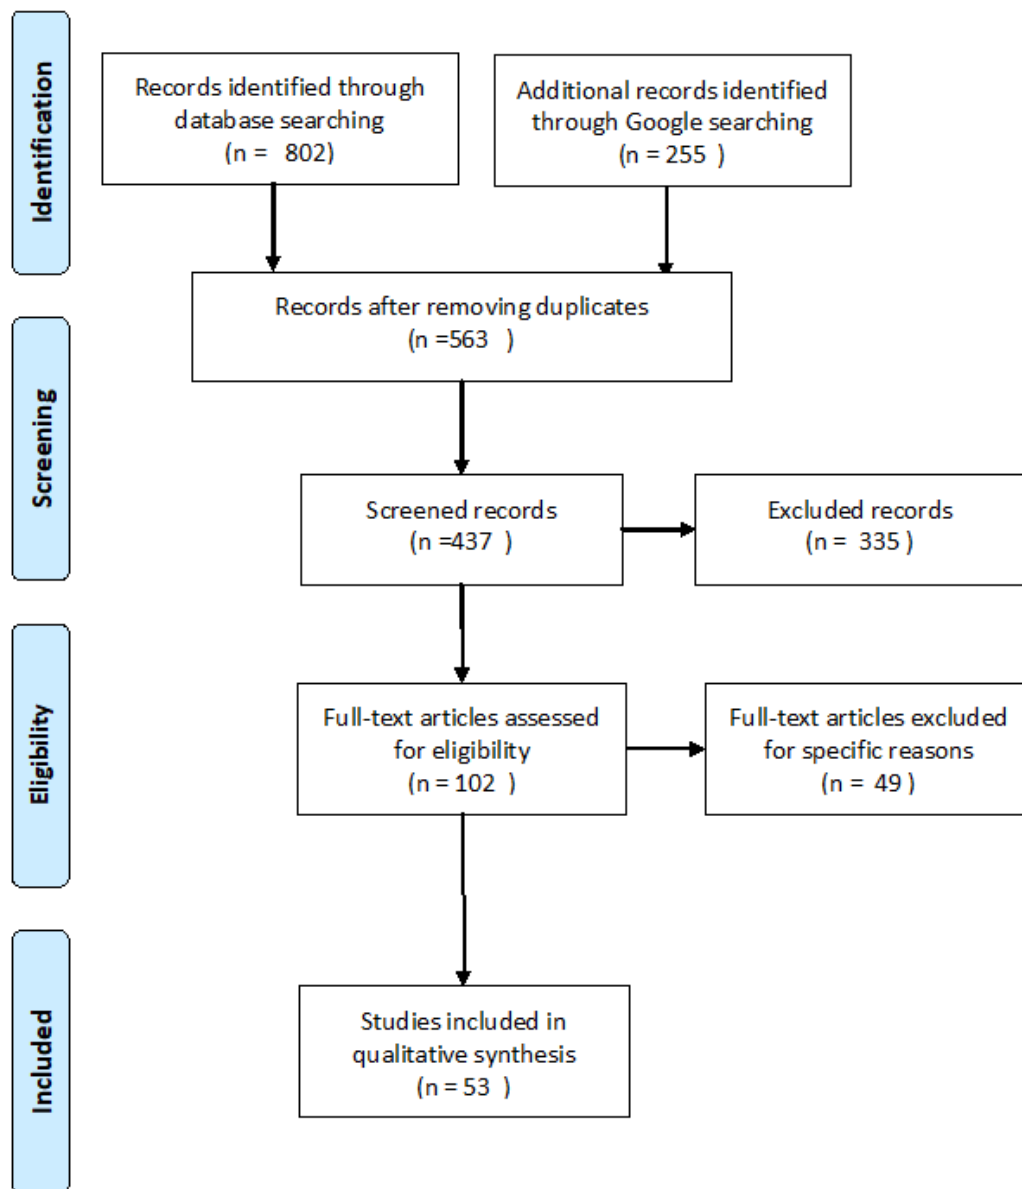 Identification
Records identified through
database searching
(n =   802)
Additional records identified
through Google searching
(n = 255  )
Records after removing duplicates
(n =563   )
Screening
Screened records
(n =437   )
Excluded records
(n =  335 )
Eligibility
Full-text articles assessed
for eligibility
(n = 102  )
Full-text articles excluded
for specific reasons
(n =  49 )
Included
Studies included in
qualitative synthesis
(n = 53  )